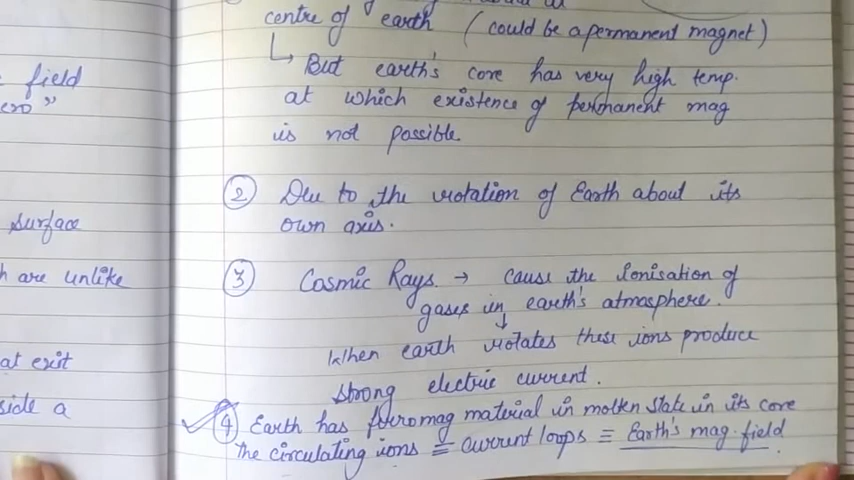 centre of earth (could be a permanent magnet)
field
↳ But earth's core has very high temp.
at which existence of permanent mag
is not possible.
② Due to the rotation of Earth about its
surface
own axis.
are unlike
③ Cosmic Rays → cause the ionisation of
gases in earth's atmosphere.
↓
When earth rotates these ions produce
at exit
strong electric current.
side a
④ Earth has ferromag material in molten state in its core
the circulating ions ≡ current loops ≡ Earth's mag. field